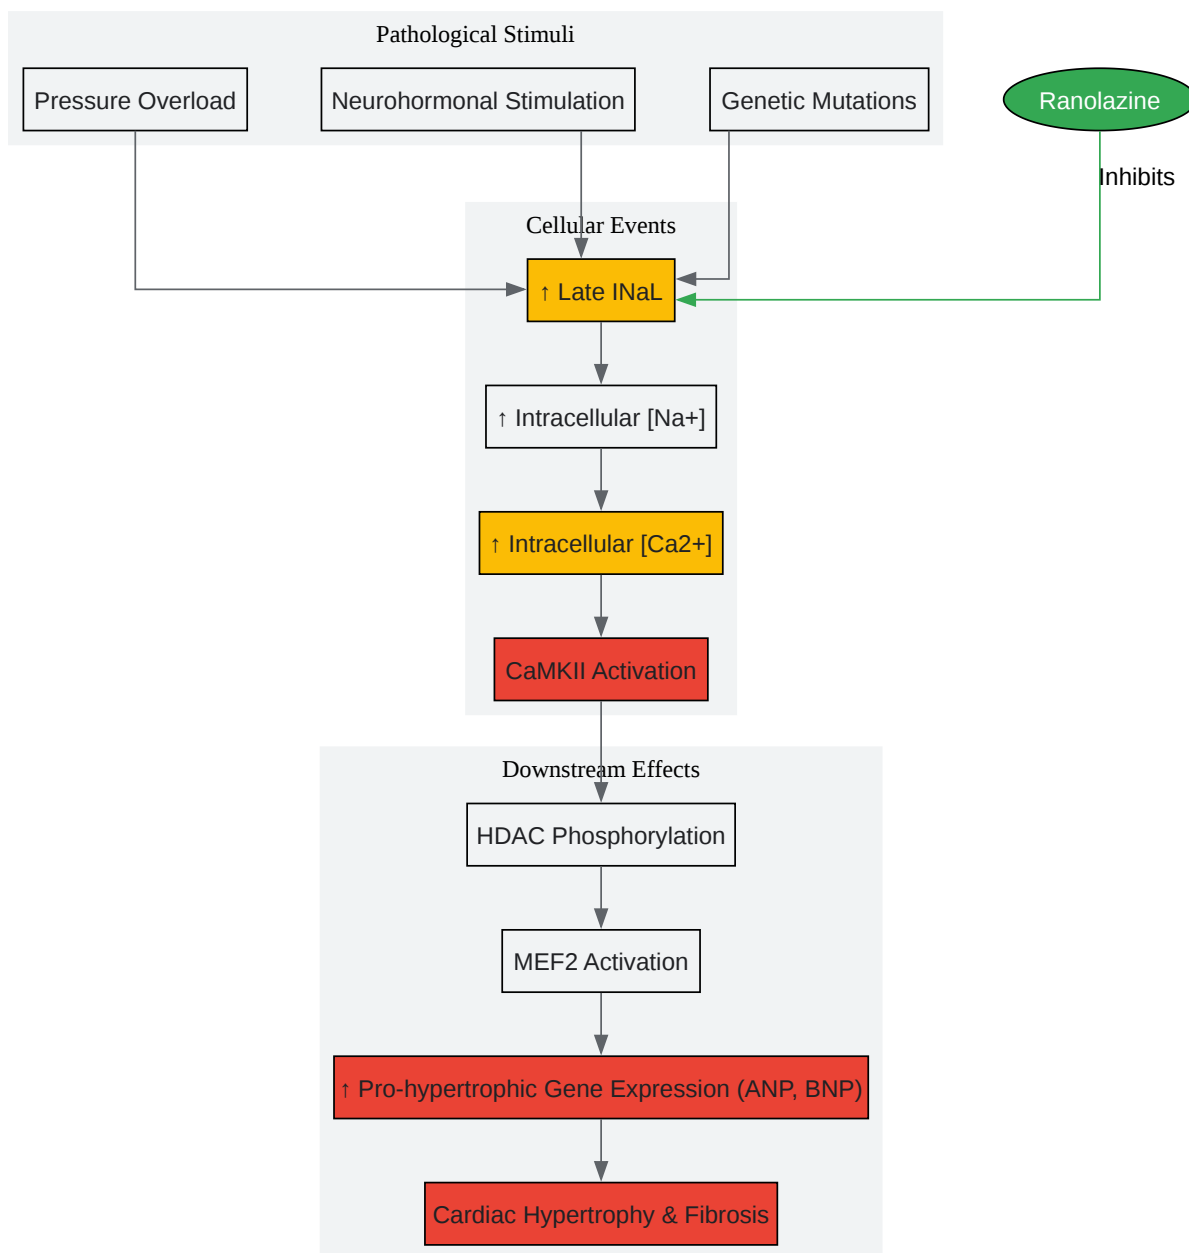 Pathological Stimuli
Pressure Overload
Neurohormonal Stimulation
Genetic Mutations
Ranolazine
Inhibits
Cellular Events
↑ Late INaL
↑ Intracellular [Na+]
↑ Intracellular [Ca2+]
CaMKII Activation
Downstream Effects
HDAC Phosphorylation
MEF2 Activation
↑ Pro-hypertrophic Gene Expression (ANP, BNP)
Cardiac Hypertrophy & Fibrosis